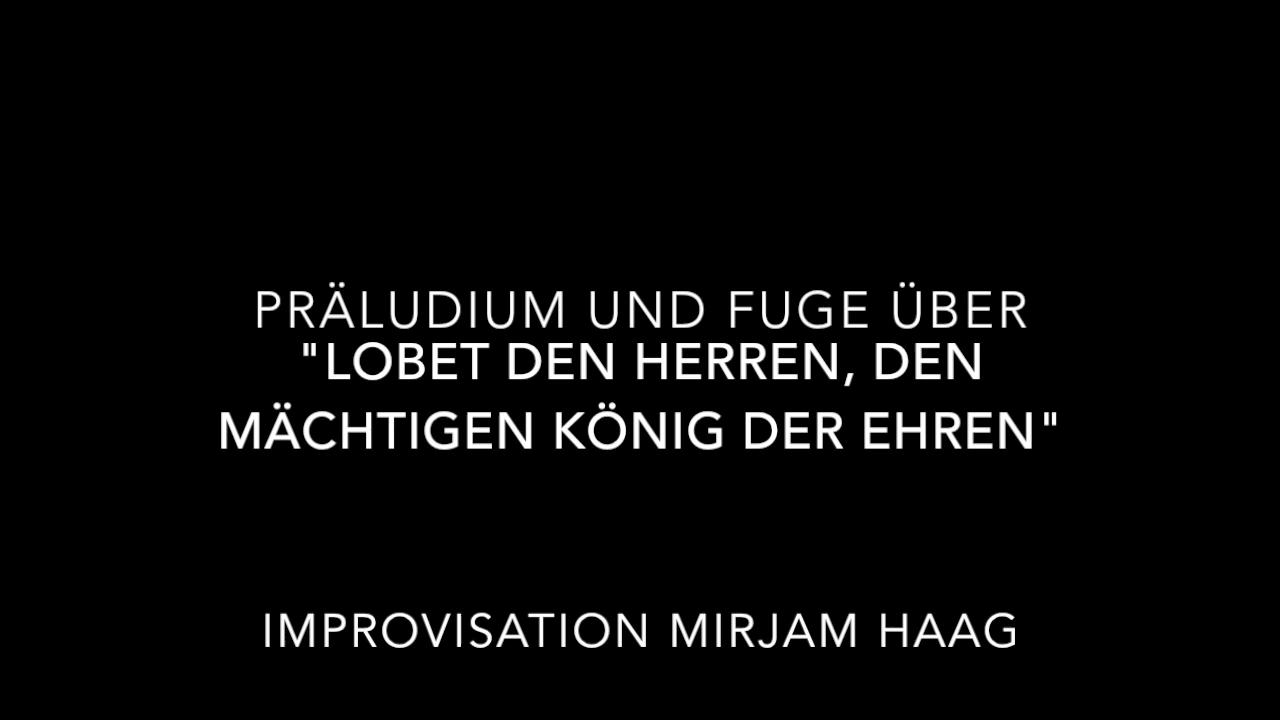 PRÄLUDIUM UND FUGE ÜBER
"LOBET DEN HERREN, DEN
MÄCHTIGEN KÖNIG DER EHREN"
IMPROVISATION MIRJAM HAAG